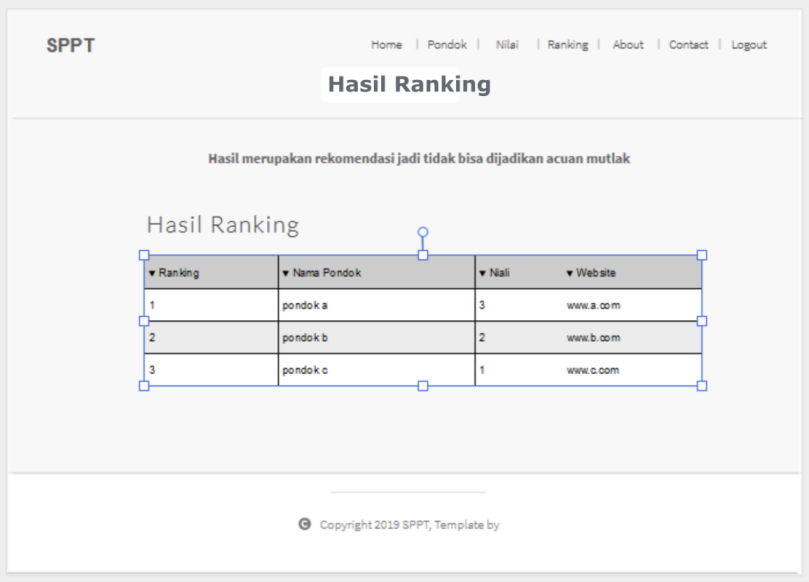 SPPT
Home | Pondok | Nilai | Ranking | About | Contact | Logout
Hasil Ranking
Hasil merupakan rekomendasi jadi tidak bisa dijadikan acuan mutlak
Hasil Ranking
▼ Ranking ▼ Nama Pondok ▼ Niali ▼ Website
1 pondok a 3 www.a.com
2 pondok b 2 www.b.com
3 pondok c 1 www.c.com
© Copyright 2019 SPPT, Template by